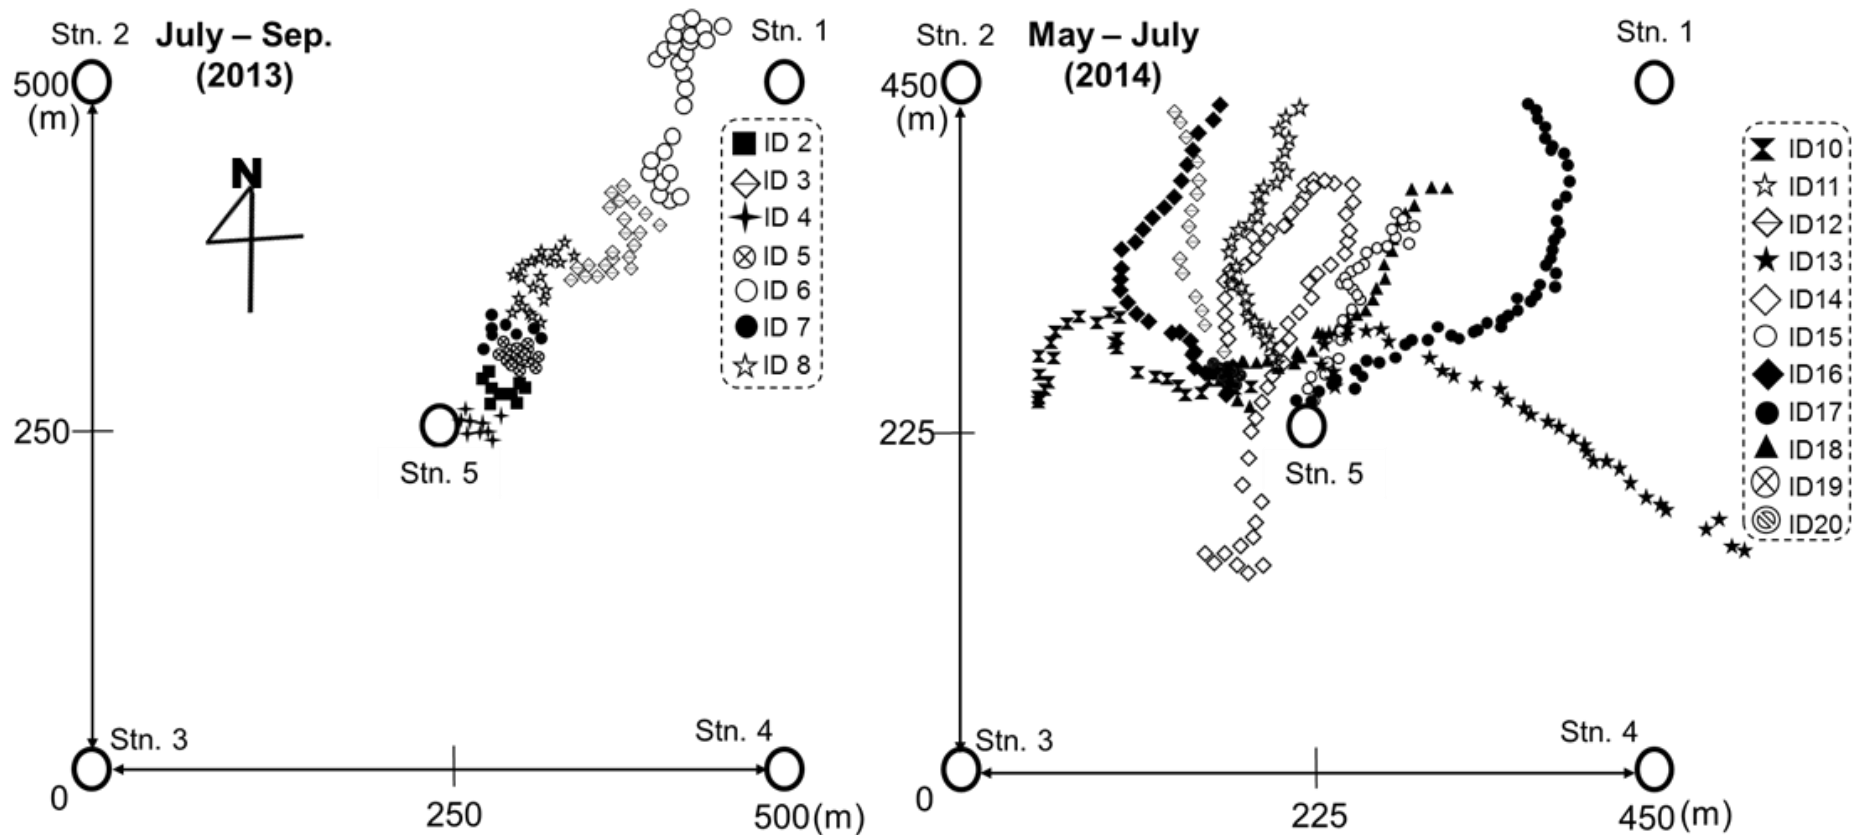 Stn. 2
July – Sep.
(2013)
Stn. 1
500
(m)
N
ID 2
ID 3
ID 4
ID 5
ID 6
ID 7
ID 8
250
Stn. 5
Stn. 3
Stn. 4
0
250
500 (m)
Stn. 2
May – July
(2014)
Stn. 1
450
(m)
ID10
ID11
ID12
ID13
ID14
ID15
ID16
ID17
ID18
ID19
ID20
225
Stn. 5
Stn. 3
Stn. 4
0
225
450 (m)